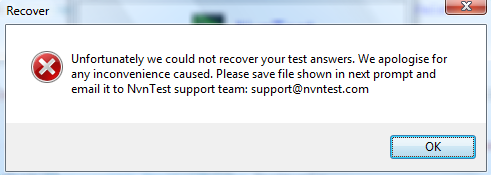 Recover
Unfortunately we could not recover your test answers. We apologise for
any inconvenience caused. Please save file shown in next prompt and
email it to NvnTest support team: support@nvntest.com
OK